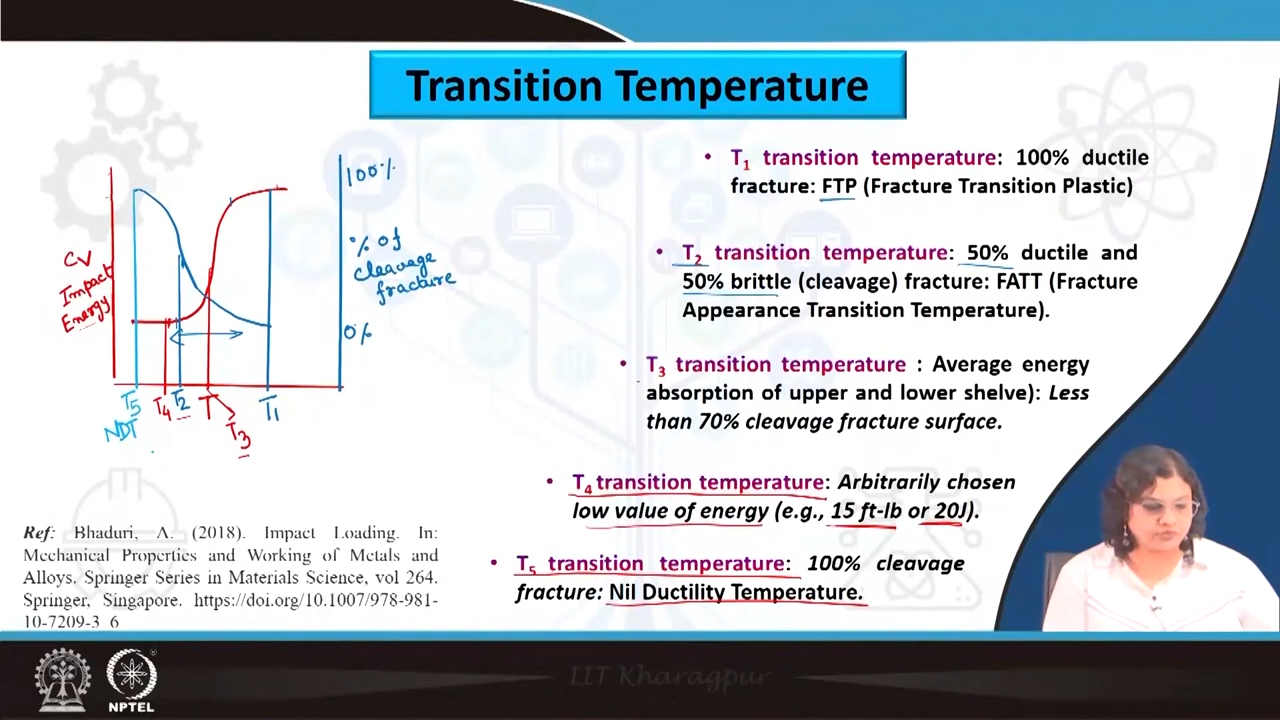 Transition Temperature
• T₁ transition temperature: 100% ductile
fracture: FTP (Fracture Transition Plastic)
• T₂ transition temperature: 50% ductile and
50% brittle (cleavage) fracture: FATT (Fracture
Appearance Transition Temperature).
• T₃ transition temperature : Average energy
absorption of upper and lower shelve): Less
than 70% cleavage fracture surface.
• T₄ transition temperature: Arbitrarily chosen
low value of energy (e.g., 15 ft-lb or 20J).
• T₅ transition temperature: 100% cleavage
fracture: Nil Ductility Temperature.
CV
Impact
Energy
100%
% of
cleavage
fracture
0%
T5 T4 T2 T T1
NDT T3
Ref: Bhaduri, A. (2018). Impact Loading. In:
Mechanical Properties and Working of Metals and
Alloys. Springer Series in Materials Science, vol 264.
Springer, Singapore. https://doi.org/10.1007/978-981-
10-7209-3_6
NPTEL
IIT Kharagpur